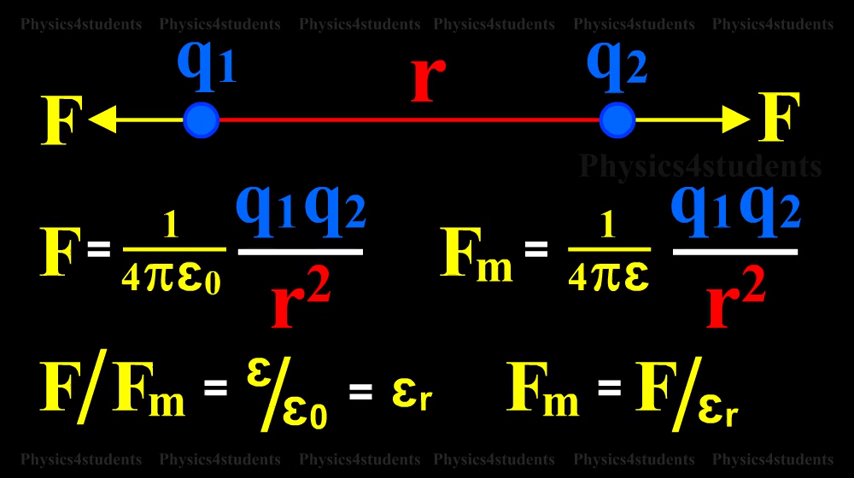 Physics4students Physics4students Physics4students Physics4students Physics4students Physics4students
q₁ r q₂
F F
Physics4students
F = 1/4πε₀ q₁q₂/r² Fₘ = 1/4πε q₁q₂/r²
F/Fₘ = ε/ε₀ = εr Fₘ = F/εr
Physics4students Physics4students Physics4students Physics4students Physics4students Physics4students